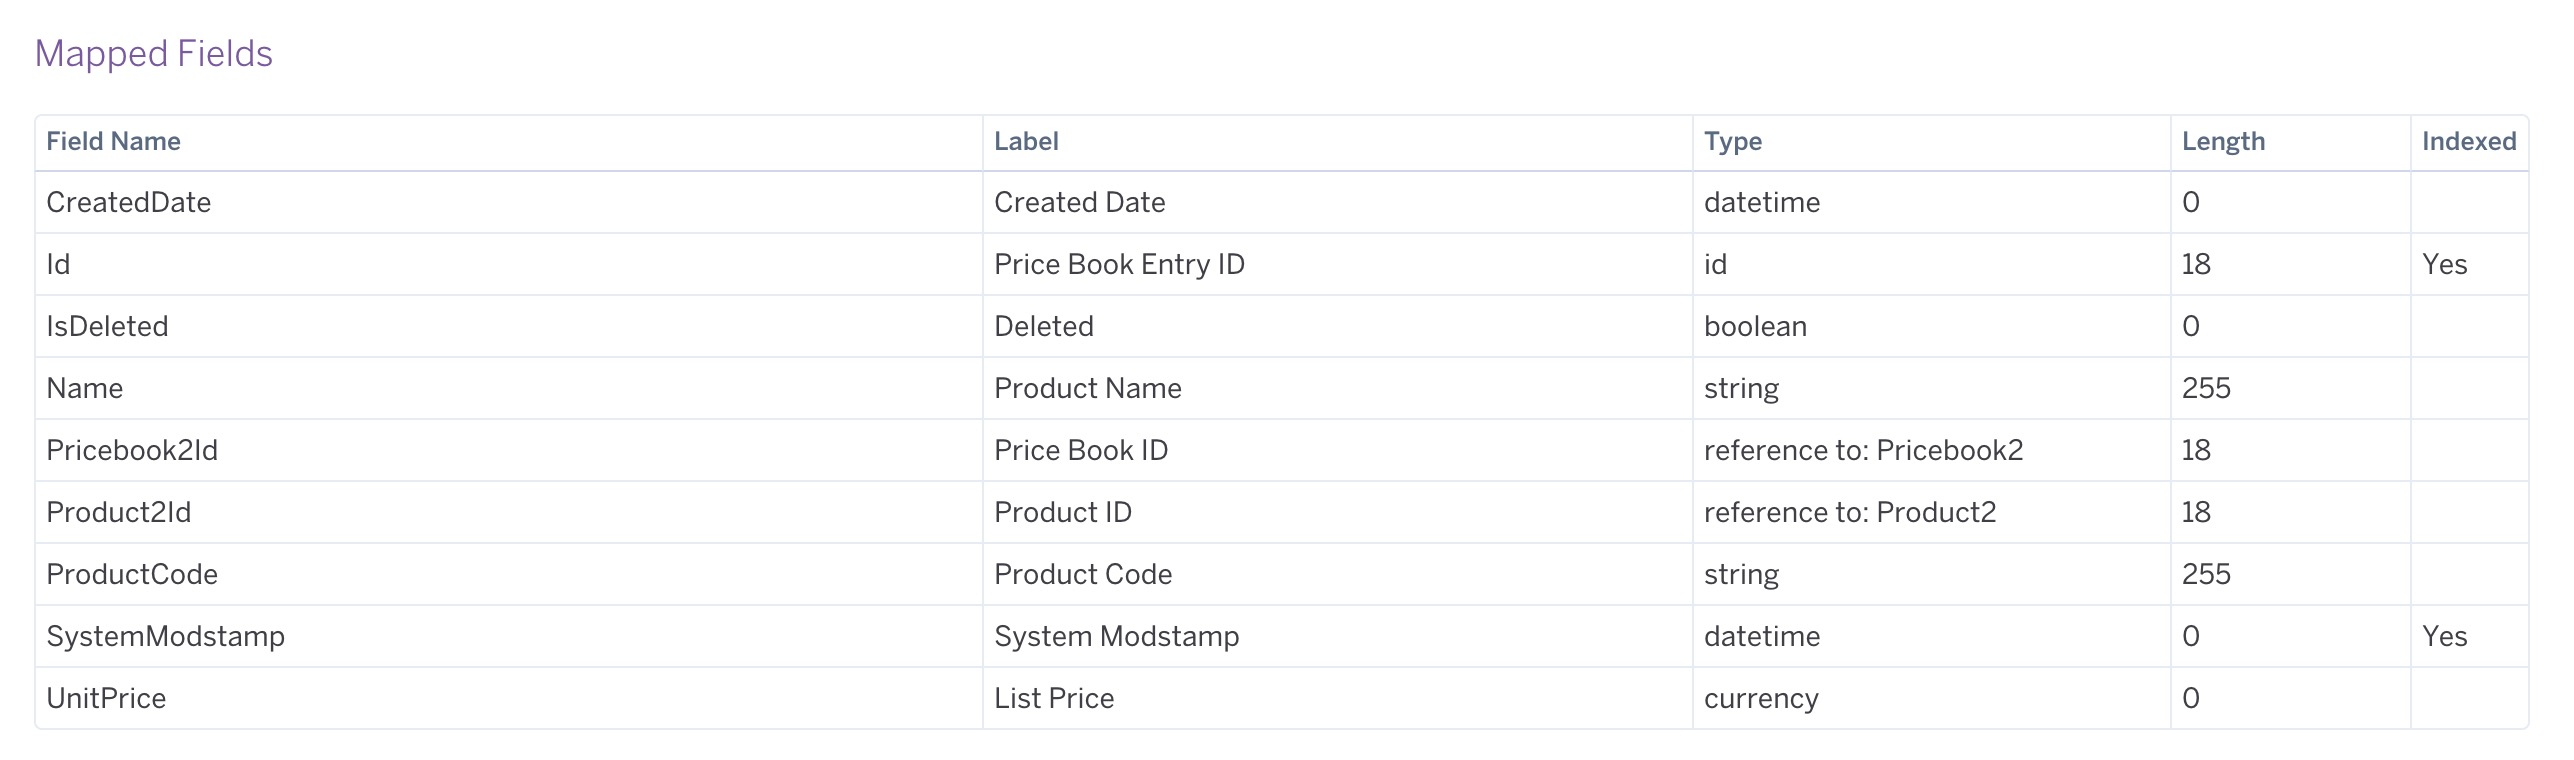 Mapped Fields
Field Name Label Type Length Indexed
CreatedDate Created Date datetime 0
Id Price Book Entry ID id 18 Yes
IsDeleted Deleted boolean 0
Name Product Name string 255
Pricebook2Id Price Book ID reference to: Pricebook2 18
Product2Id Product ID reference to: Product2 18
ProductCode Product Code string 255
SystemModstamp System Modstamp datetime 0 Yes
UnitPrice List Price currency 0